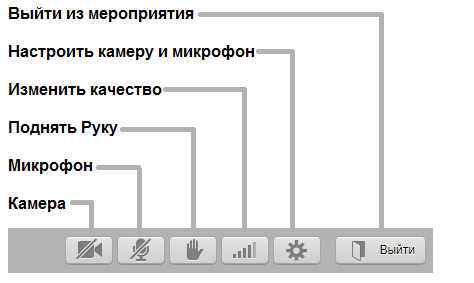 Выйти из мероприятия
Настроить камеру и микрофон
Изменить качество
Поднять Руку
Микрофон
Камера
Выйти